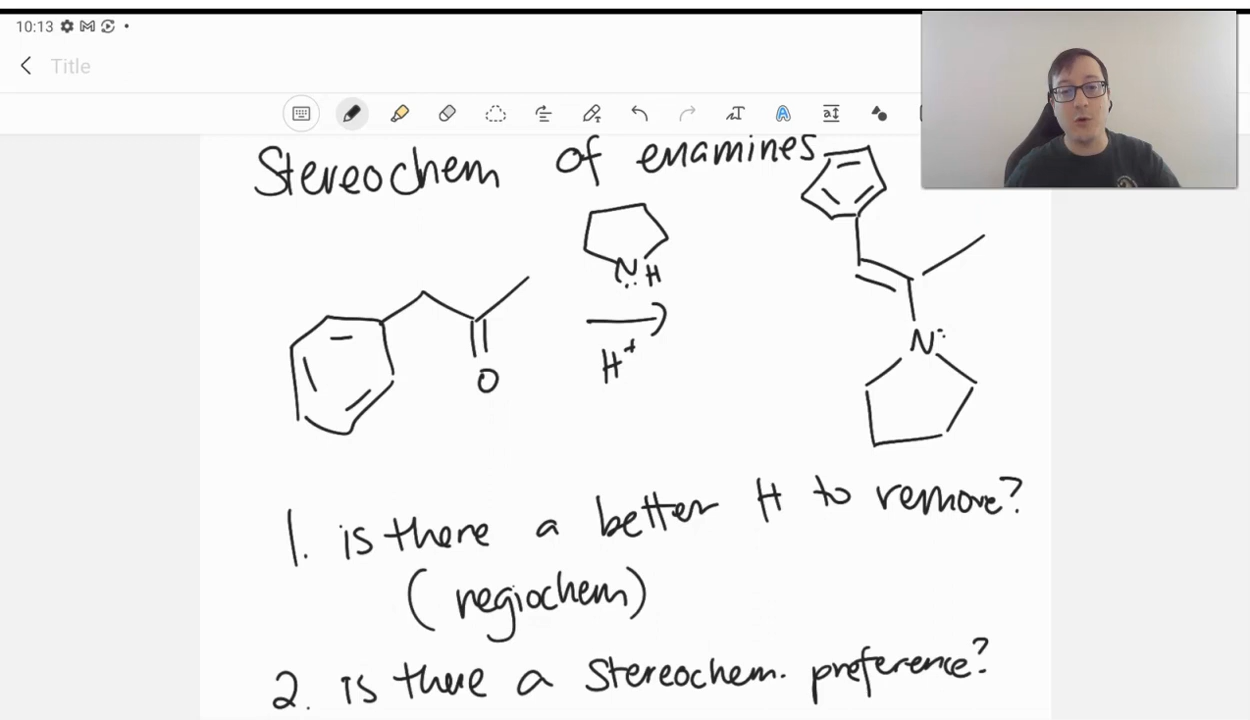 10:13
Title
Stereochem of enamines
N H
H+
O
N
1. is there a better H to remove?
(regiochem)
2. is there a stereochem. preference?